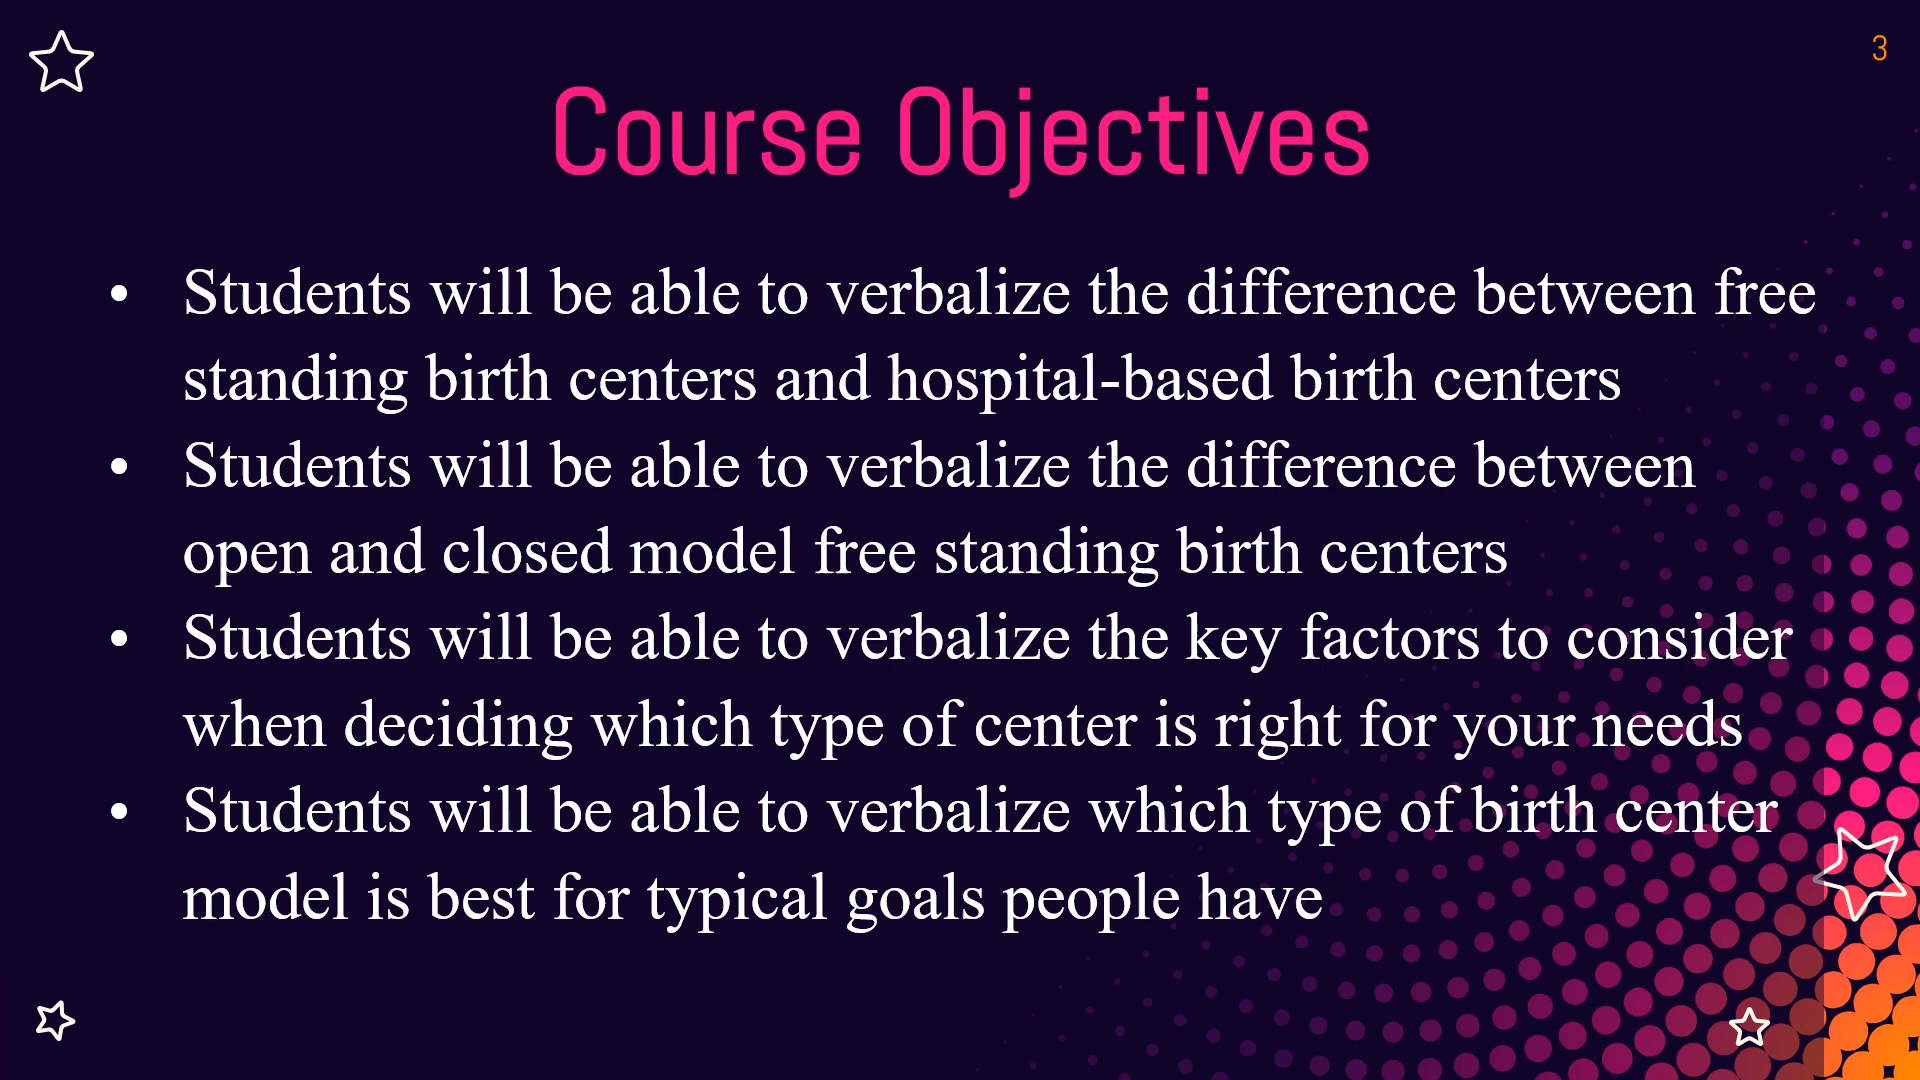 3
Course Objectives
• Students will be able to verbalize the difference between free
standing birth centers and hospital-based birth centers
• Students will be able to verbalize the difference between
open and closed model free standing birth centers
• Students will be able to verbalize the key factors to consider
when deciding which type of center is right for your needs
• Students will be able to verbalize which type of birth center
model is best for typical goals people have